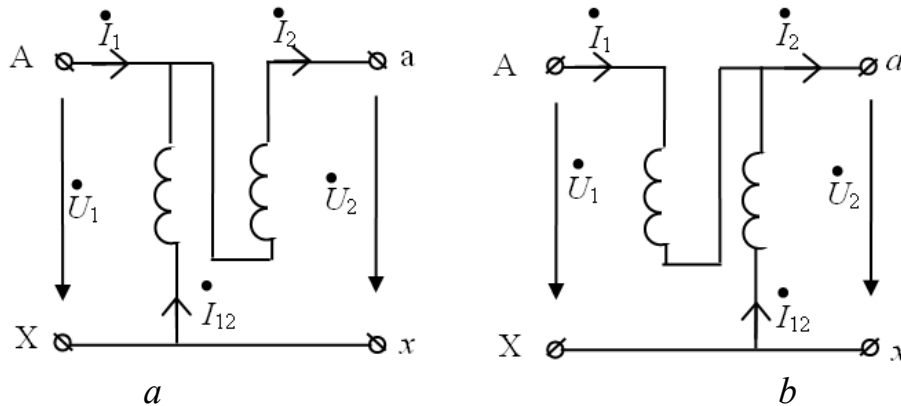 A İ₁ İ₂ a
U̇₁ U̇₂
İ₁₂
X x
a
A İ₁ İ₂ a
U̇₁ U̇₂
İ₁₂
X x
b